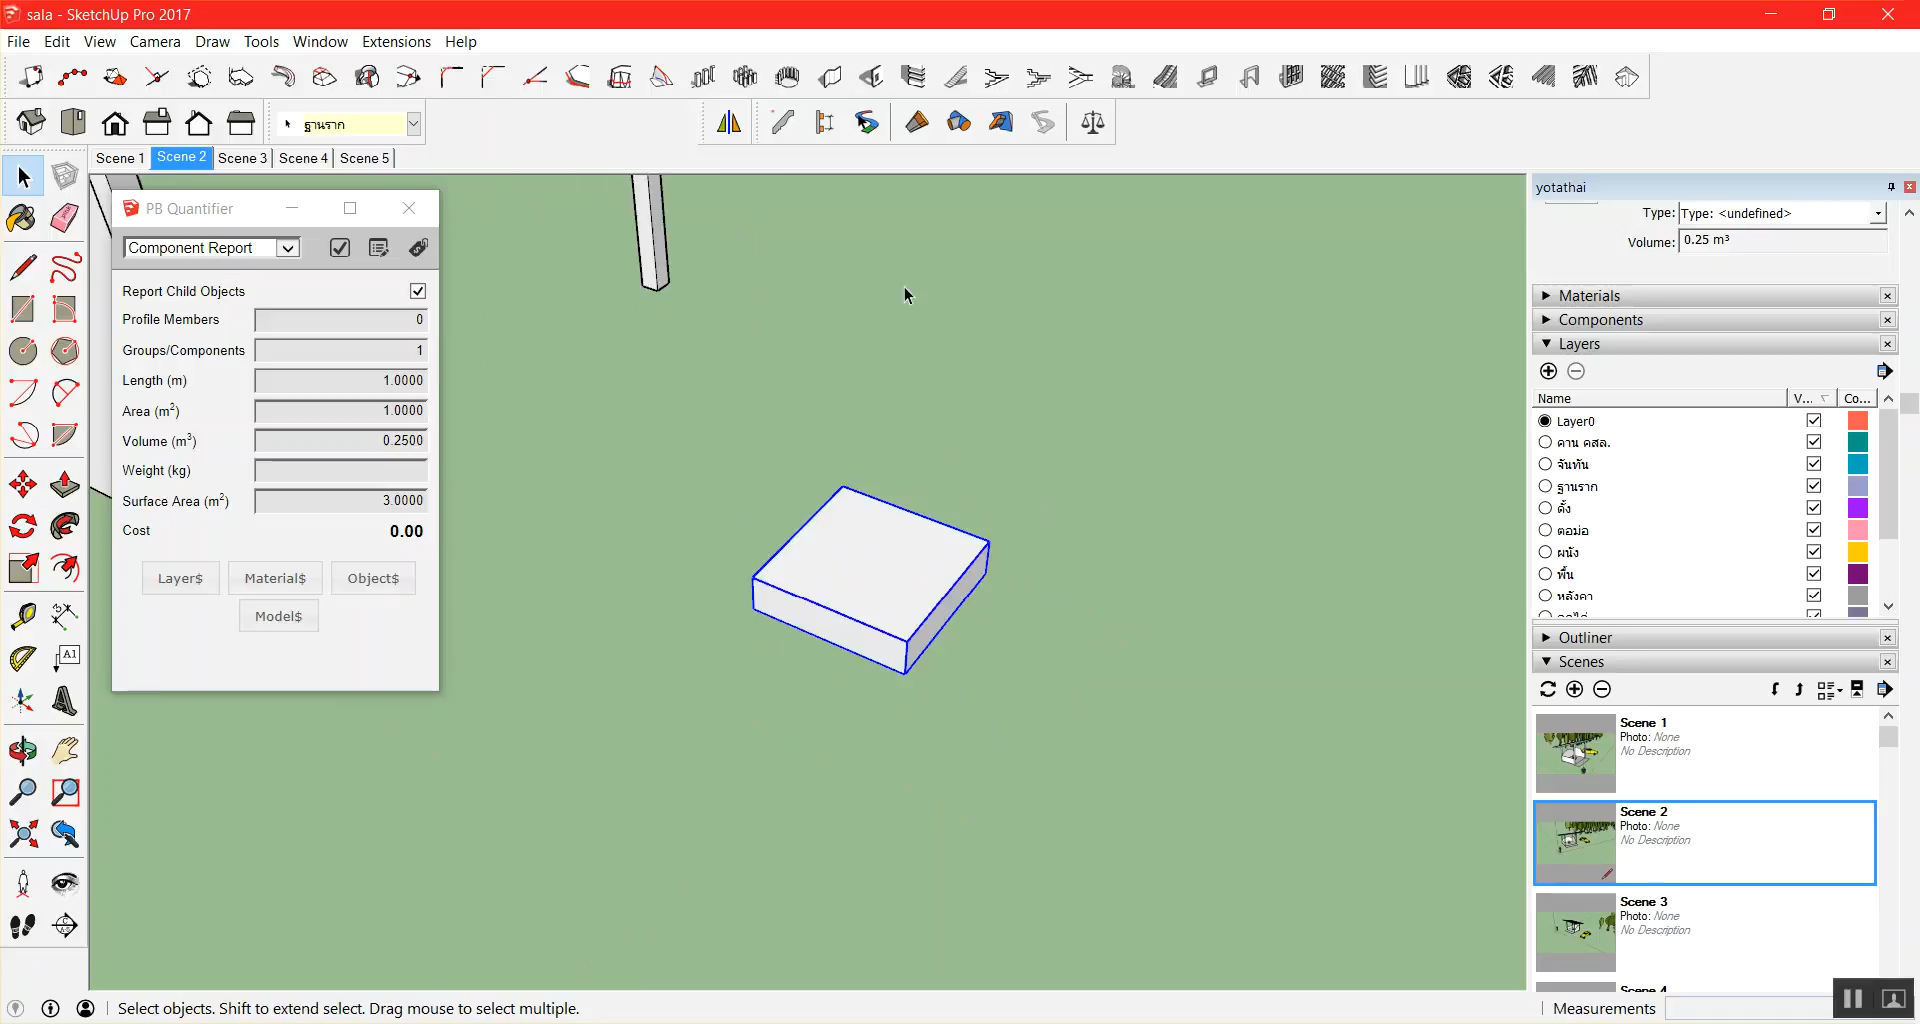 sala - SketchUp Pro 2017
File Edit View Camera Draw Tools Window Extensions Help
ฐานราก
Scene 1 Scene 2 Scene 3 Scene 4 Scene 5
PB Quantifier
Component Report
Report Child Objects
Profile Members 0
Groups/Components 1
Length (m) 1.0000
Area (m²) 1.0000
Volume (m³) 0.2500
Weight (kg)
Surface Area (m²) 3.0000
Cost 0.00
Layer$ Material$ Object$
Model$
yotathai
Type: Type: <undefined>
Volume: 0.25 m³
Materials
Components
Layers
Name V... Co...
Layer0
คาน คสล.
จันทัน
ฐานราก
ดั้ง
ตอม่อ
ผนัง
พื้น
หลังคา
Outliner
Scenes
Scene 1
Photo: None
No Description
Scene 2
Photo: None
No Description
Scene 3
Photo: None
No Description
Scene 4
A1
Select objects. Shift to extend select. Drag mouse to select multiple.
Measurements